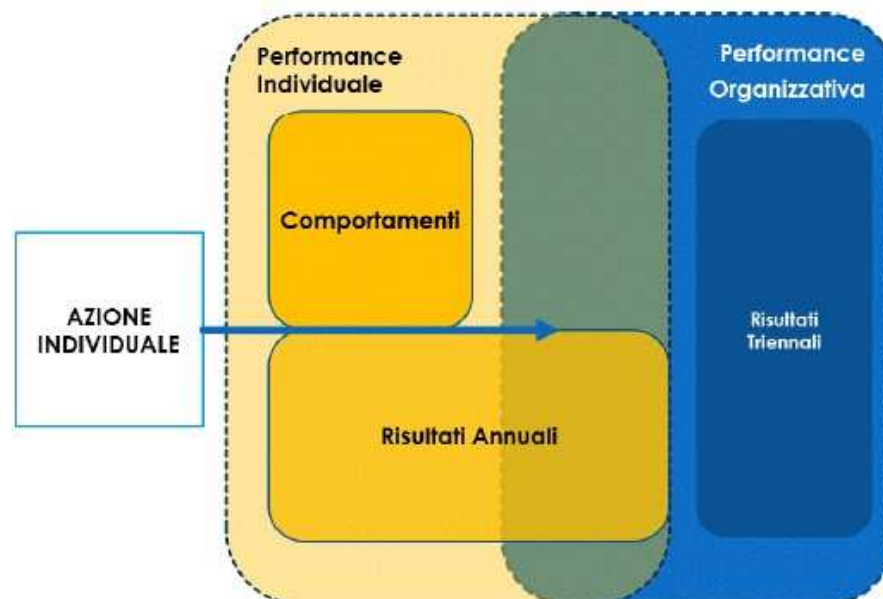 Performance
Individuale
Performance
Organizzativa
Comportamenti
AZIONE
INDIVIDUALE
Risultati
Triennali
Risultati Annuali